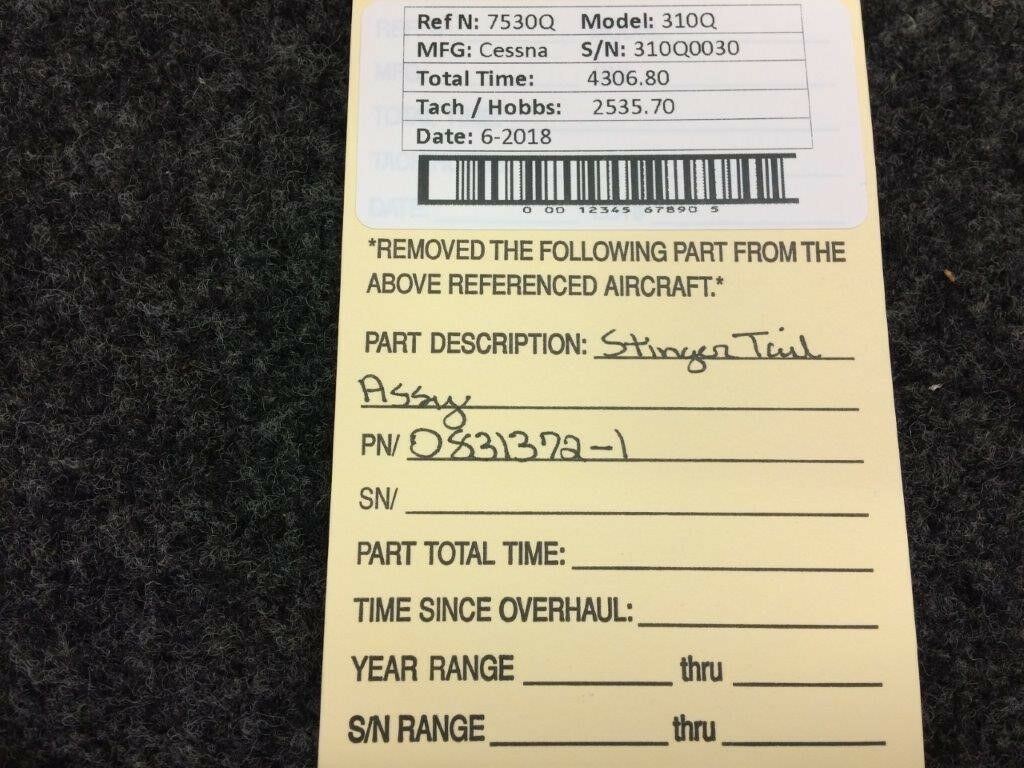 Ref N: 7530Q Model: 310Q
MFG: Cessna S/N: 310Q0030
Total Time: 4306.80
Tach / Hobbs: 2535.70
Date: 6-2018
0 00 12345 67890 5
*REMOVED THE FOLLOWING PART FROM THE
ABOVE REFERENCED AIRCRAFT.*
PART DESCRIPTION: Stinger Tail
Assy
PN/ 0831372-1
SN/
PART TOTAL TIME:
TIME SINCE OVERHAUL:
YEAR RANGE thru
S/N RANGE thru